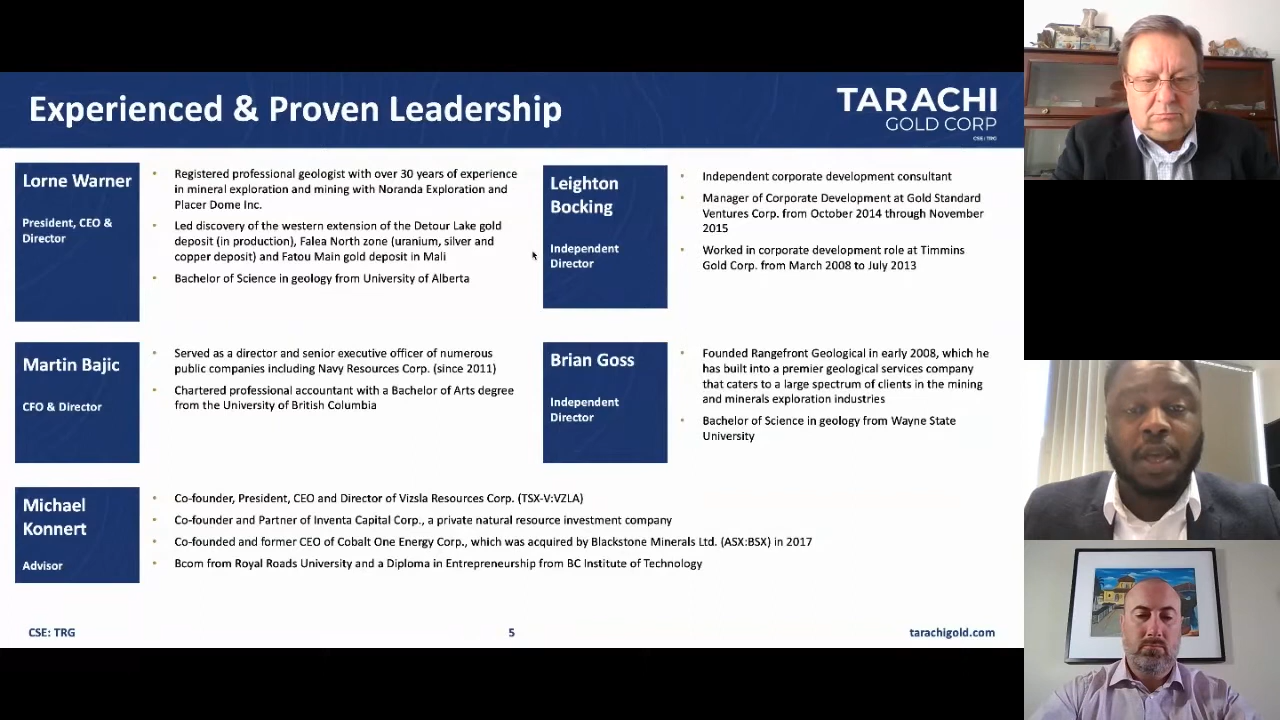 Experienced & Proven Leadership
TARACHI
GOLD CORP
CSE: TRG
Lorne Warner
President, CEO &
Director
• Registered professional geologist with over 30 years of experience
in mineral exploration and mining with Noranda Exploration and
Placer Dome Inc.
• Led discovery of the western extension of the Detour Lake gold
deposit (in production), Falea North zone (uranium, silver and
copper deposit) and Fatou Main gold deposit in Mali
• Bachelor of Science in geology from University of Alberta
Leighton
Bocking
Independent
Director
• Independent corporate development consultant
• Manager of Corporate Development at Gold Standard
Ventures Corp. from October 2014 through November
2015
• Worked in corporate development role at Timmins
Gold Corp. from March 2008 to July 2013
Martin Bajic
CFO & Director
• Served as a director and senior executive officer of numerous
public companies including Navy Resources Corp. (since 2011)
• Chartered professional accountant with a Bachelor of Arts degree
from the University of British Columbia
Brian Goss
Independent
Director
• Founded Rangefront Geological in early 2008, which he
has built into a premier geological services company
that caters to a large spectrum of clients in the mining
and minerals exploration industries
• Bachelor of Science in geology from Wayne State
University
Michael
Konnert
Advisor
• Co-founder, President, CEO and Director of Vizsla Resources Corp. (TSX-V:VZLA)
• Co-founder and Partner of Inventa Capital Corp., a private natural resource investment company
• Co-founded and former CEO of Cobalt One Energy Corp., which was acquired by Blackstone Minerals Ltd. (ASX:BSX) in 2017
• Bcom from Royal Roads University and a Diploma in Entrepreneurship from BC Institute of Technology
CSE: TRG
5
tarachigold.com